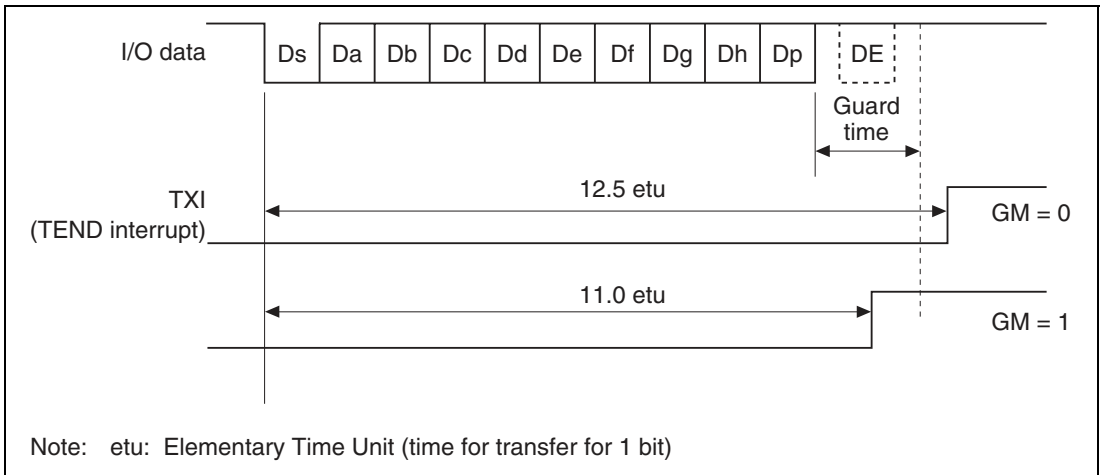 I/O data
Ds Da Db Dc Dd De Df Dg Dh Dp DE
Guard
time
12.5 etu
TXI
(TEND interrupt)
GM = 0
11.0 etu
GM = 1
Note: etu: Elementary Time Unit (time for transfer for 1 bit)